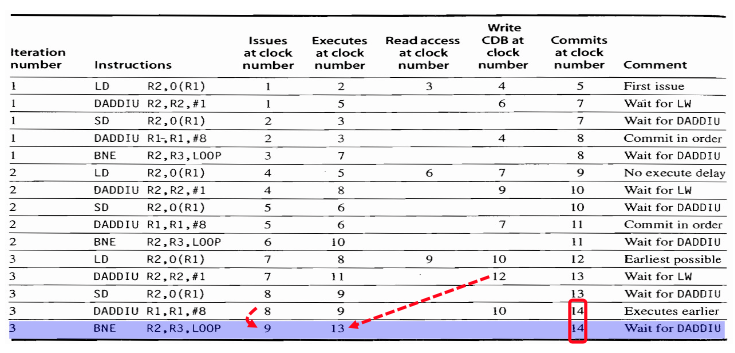 Iteration number Instructions Issues at clock number Executes at clock number Read access at clock number Write CDB at clock number Commits at clock number Comment
1 LD R2,0(R1) 1 2 3 4 5 First issue
1 DADDIU R2,R2,#1 1 5 6 7 Wait for LW
1 SD R2,0(R1) 2 3 7 Wait for DADDIU
1 DADDIU R1,R1,#8 2 3 4 8 Commit in order
1 BNE R2,R3,LOOP 3 7 8 Wait for DADDIU
2 LD R2,0(R1) 4 5 6 7 9 No execute delay
2 DADDIU R2,R2,#1 4 8 9 10 Wait for LW
2 SD R2,0(R1) 5 6 10 Wait for DADDIU
2 DADDIU R1,R1,#8 5 6 7 11 Commit in order
2 BNE R2,R3,LOOP 6 10 11 Wait for DADDIU
3 LD R2,0(R1) 7 8 9 10 12 Earliest possible
3 DADDIU R2,R2,#1 7 11 12 13 Wait for LW
3 SD R2,0(R1) 8 9 13 Wait for DADDIU
3 DADDIU R1,R1,#8 8 9 10 14 Executes earlier
3 BNE R2,R3,LOOP 9 13 14 Wait for DADDIU